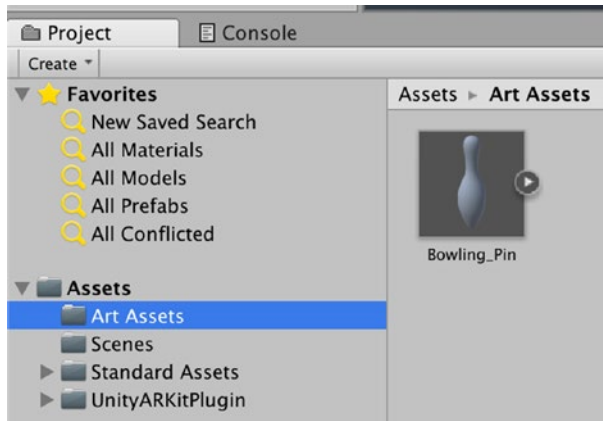 Project Console
Create
Favorites
New Saved Search
All Materials
All Models
All Prefabs
All Conflicted
Assets
Art Assets
Scenes
Standard Assets
UnityARKitPlugin
Assets Art Assets
Bowling_Pin